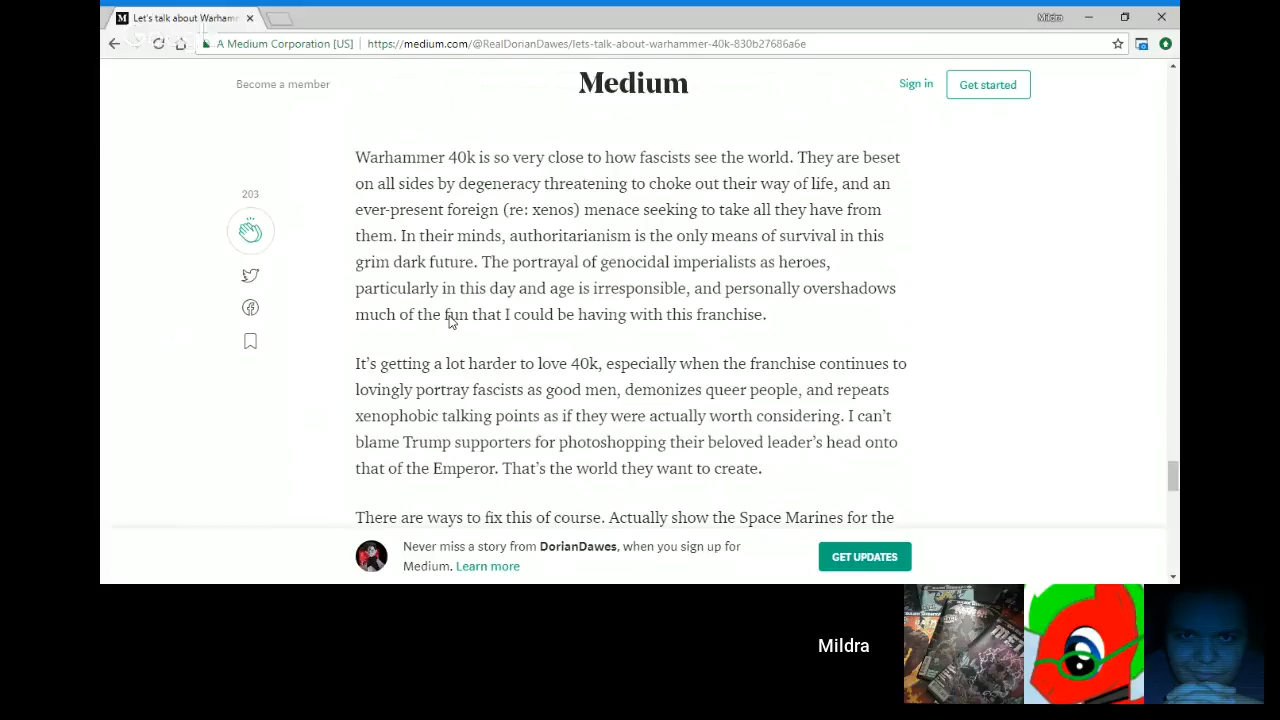 Let's talk about Warham
Mildra
A Medium Corporation [US]
https://medium.com/@RealDorianDawes/lets-talk-about-warhammer-40k-830b27686a6e
Become a member
Medium
Sign in
Get started
203
Warhammer 40k is so very close to how fascists see the world. They are beset
on all sides by degeneracy threatening to choke out their way of life, and an
ever-present foreign (re: xenos) menace seeking to take all they have from
them. In their minds, authoritarianism is the only means of survival in this
grim dark future. The portrayal of genocidal imperialists as heroes,
particularly in this day and age is irresponsible, and personally overshadows
much of the fun that I could be having with this franchise.
It's getting a lot harder to love 40k, especially when the franchise continues to
lovingly portray fascists as good men, demonizes queer people, and repeats
xenophobic talking points as if they were actually worth considering. I can't
blame Trump supporters for photoshopping their beloved leader's head onto
that of the Emperor. That's the world they want to create.
There are ways to fix this of course. Actually show the Space Marines for the
Never miss a story from DorianDawes, when you sign up for
Medium. Learn more
GET UPDATES
Mildra